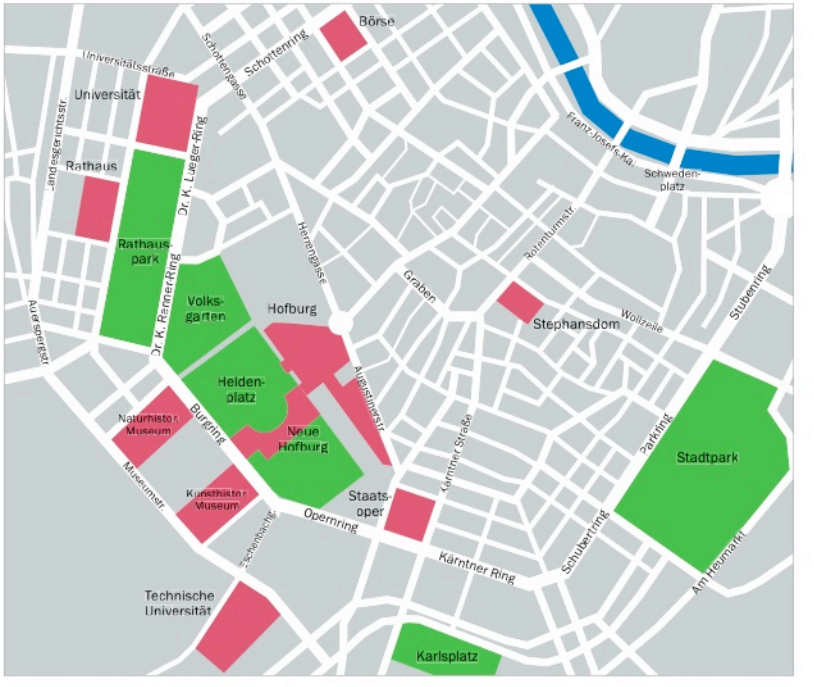 Börse
Schottengasse
Schottenring
Universitätsstraße
Universität
Landesgerichtsstr.
Dr. K. Lueger-Ring
Rathaus
Franz-Josefs-Kai
Schweden-
platz
Rathaus-
park
Herrengasse
Rotenturmstr.
Dr. K. Renner-Ring
Volks-
garten
Graben
Stubenring
Hofburg
Wollzeile
Stephansdom
Auerspergstr.
Helden-
platz
Augustinerstr.
Naturhistor.
Museum
Burgring
Neue
Hofburg
Kärntner Straße
Parkring
Stadtpark
Museumstr.
Kunsthistor.
Museum
Staats-
oper
Opernring
Eschenbachg.
Schubertring
Kärntner Ring
Am Heumarkt
Technische
Universität
Karlsplatz